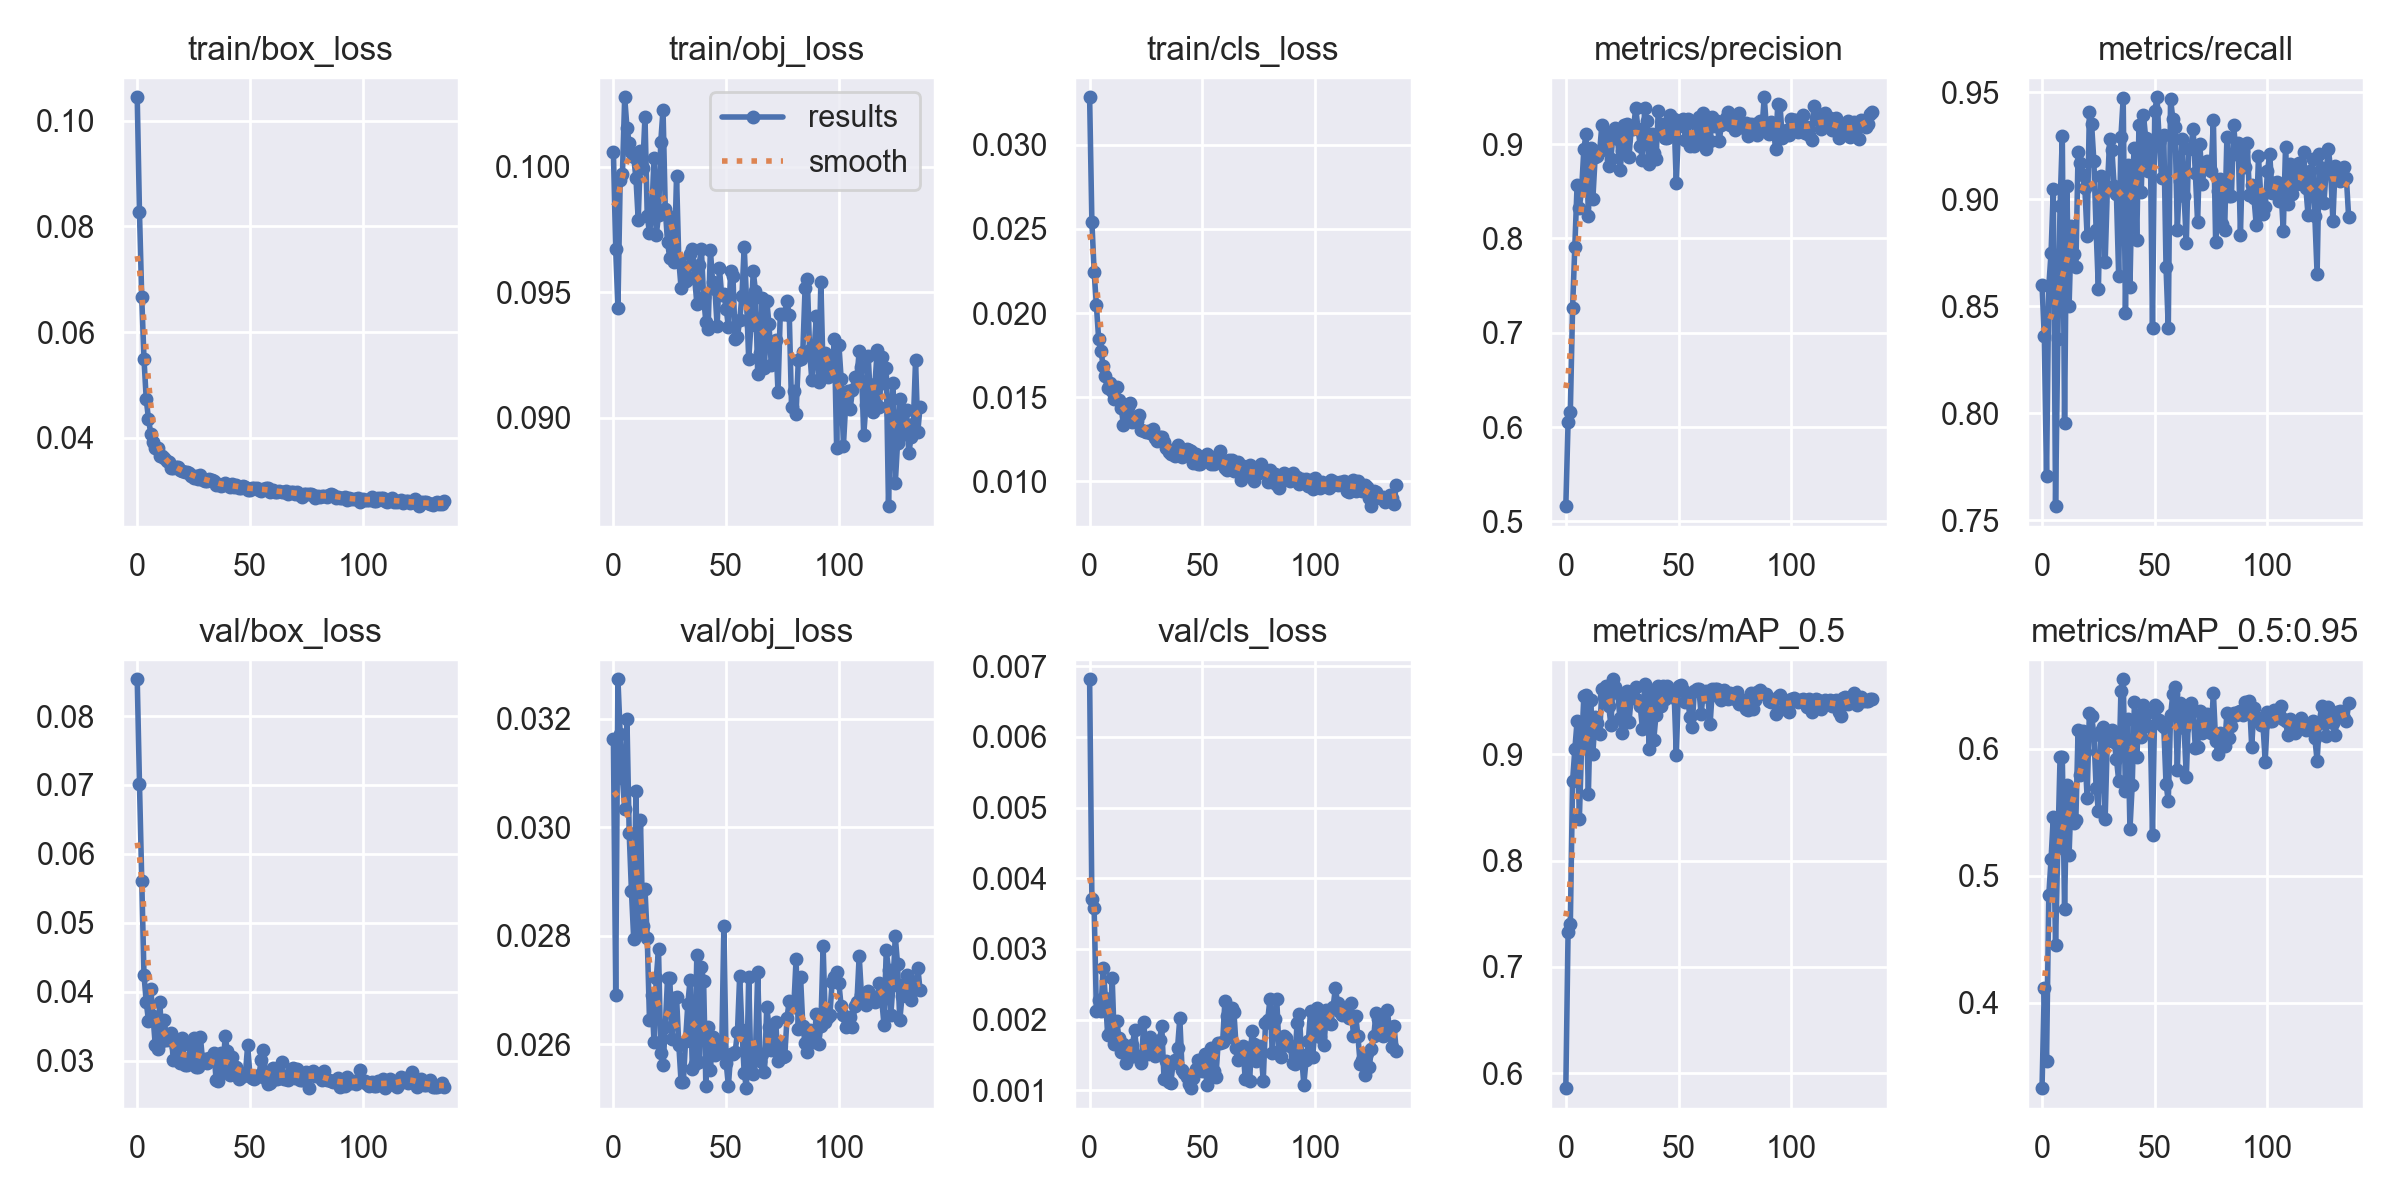 train/box_loss
train/obj_loss
train/cls_loss
metrics/precision
metrics/recall
0.10
0.08
0.06
0.04
0 50 100
results
smooth
0.100
0.095
0.090
0 50 100
0.030
0.025
0.020
0.015
0.010
0 50 100
0.9
0.8
0.7
0.6
0.5
0 50 100
0.95
0.90
0.85
0.80
0.75
0 50 100
val/box_loss
val/obj_loss
val/cls_loss
metrics/mAP_0.5
metrics/mAP_0.5:0.95
0.08
0.07
0.06
0.05
0.04
0.03
0 50 100
0.032
0.030
0.028
0.026
0 50 100
0.007
0.006
0.005
0.004
0.003
0.002
0.001
0 50 100
0.9
0.8
0.7
0.6
0 50 100
0.6
0.5
0.4
0 50 100